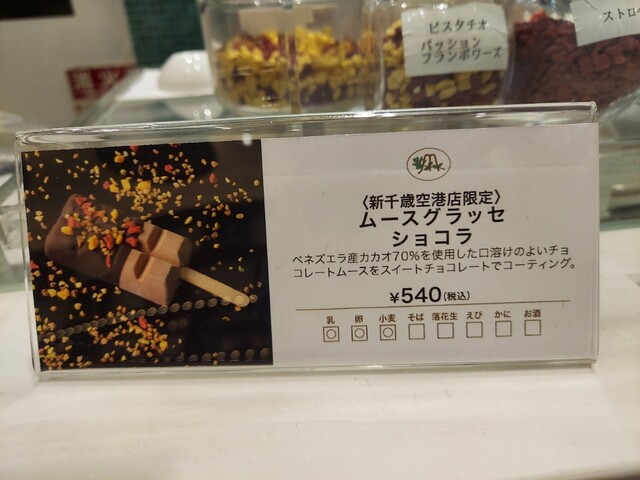 ピスタチオ
パッション
フランボワーズ
ストロ
〈新千歳空港店限定〉
ムースグラッセ
ショコラ
ベネズエラ産カカオ70%を使用した口溶けのよいチョ
コレートムースをスイートチョコレートでコーティング。
¥540(税込)
乳 卵 小麦 そば 落花生 えび かに お酒